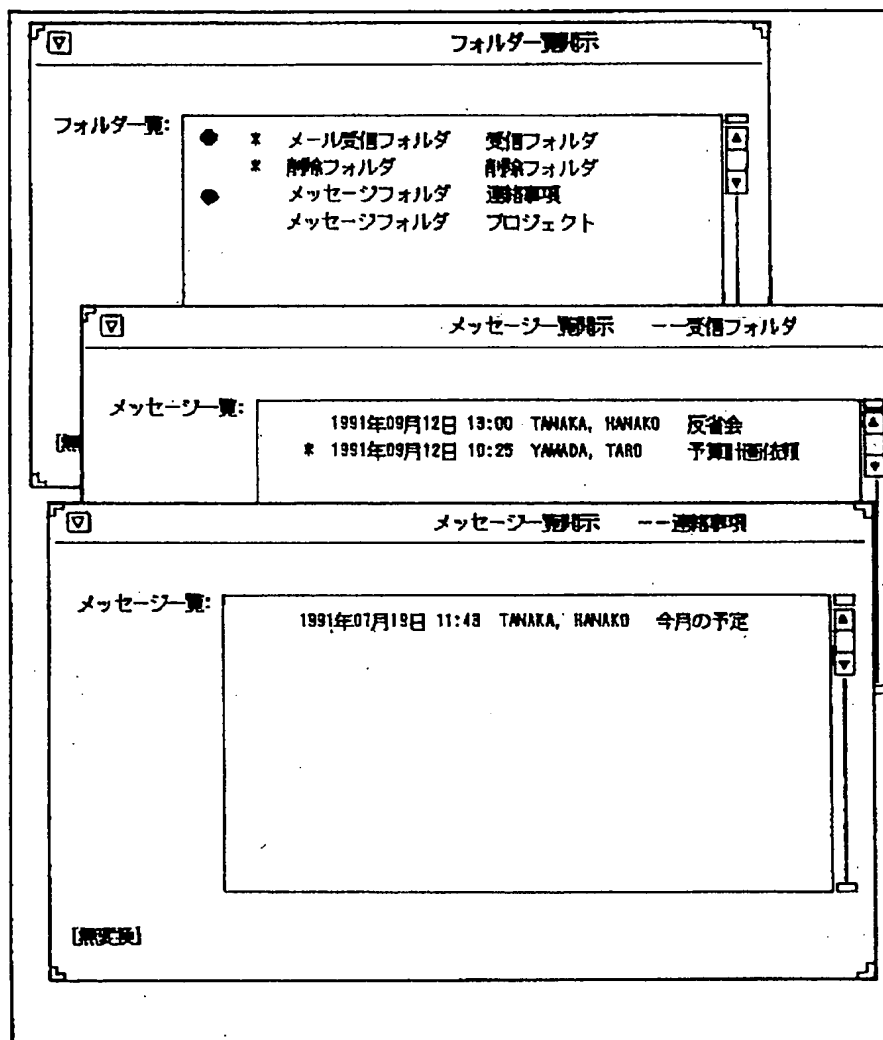 フォルダ一覧開示
フォルダ一覧:
● * メール受信フォルダ 受信フォルダ
* 削除フォルダ 削除フォルダ
● メッセージフォルダ 連絡事項
メッセージフォルダ プロジェクト
メッセージ一覧開示 ーー受信フォルダ
メッセージ一覧:
1991年09月12日 13:00 TANAKA, HANAKO 反省会
* 1991年09月12日 10:25 YAMADA, TARO 予算計画依頼
[無
メッセージ一覧開示 ーー連絡事項
メッセージ一覧:
1991年07月19日 11:43 TANAKA, HANAKO 今月の予定
[無変換]